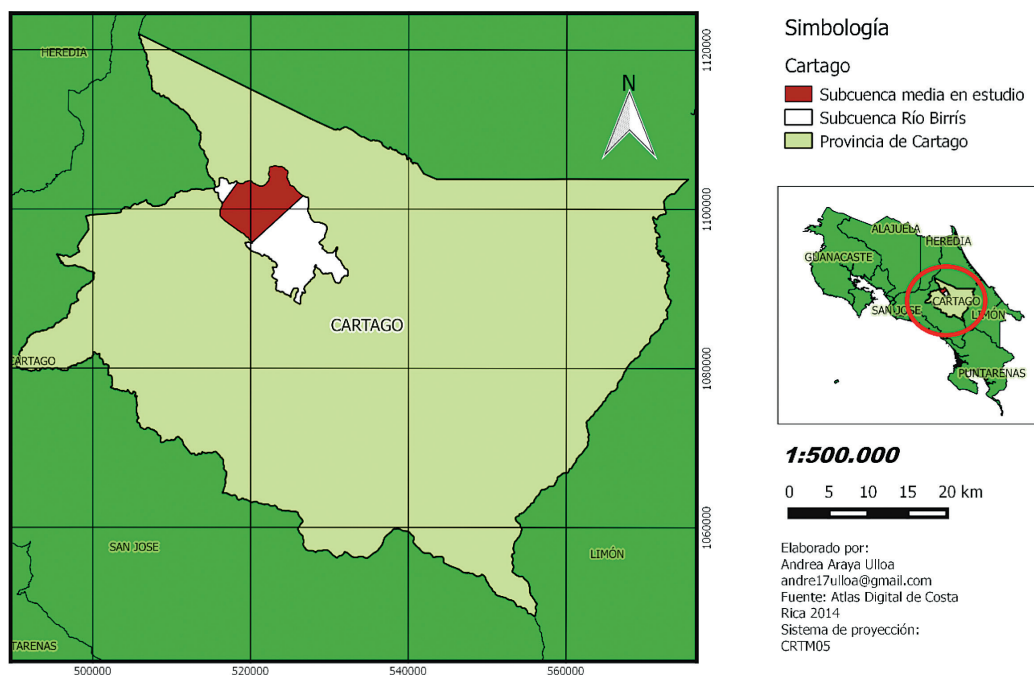 HEREDIA
CARTAGO
CARTAGO
SAN JOSE
LIMÓN
TARENAS
N
500000
520000
540000
560000
1120000
1100000
1080000
1060000
Simbología
Cartago
Subcuenca media en estudio
Subcuenca Río Birrís
Provincia de Cartago
ALAJUELA
HEREDIA
GUANACASTE
CARTAGO
SAN JOSE
LIMÓN
PUNTARENAS
1:500.000
0 5 10 15 20 km
Elaborado por:
Andrea Araya Ulloa
andre17ulloa@gmail.com
Fuente: Atlas Digital de Costa
Rica 2014
Sistema de proyección:
CRTM05